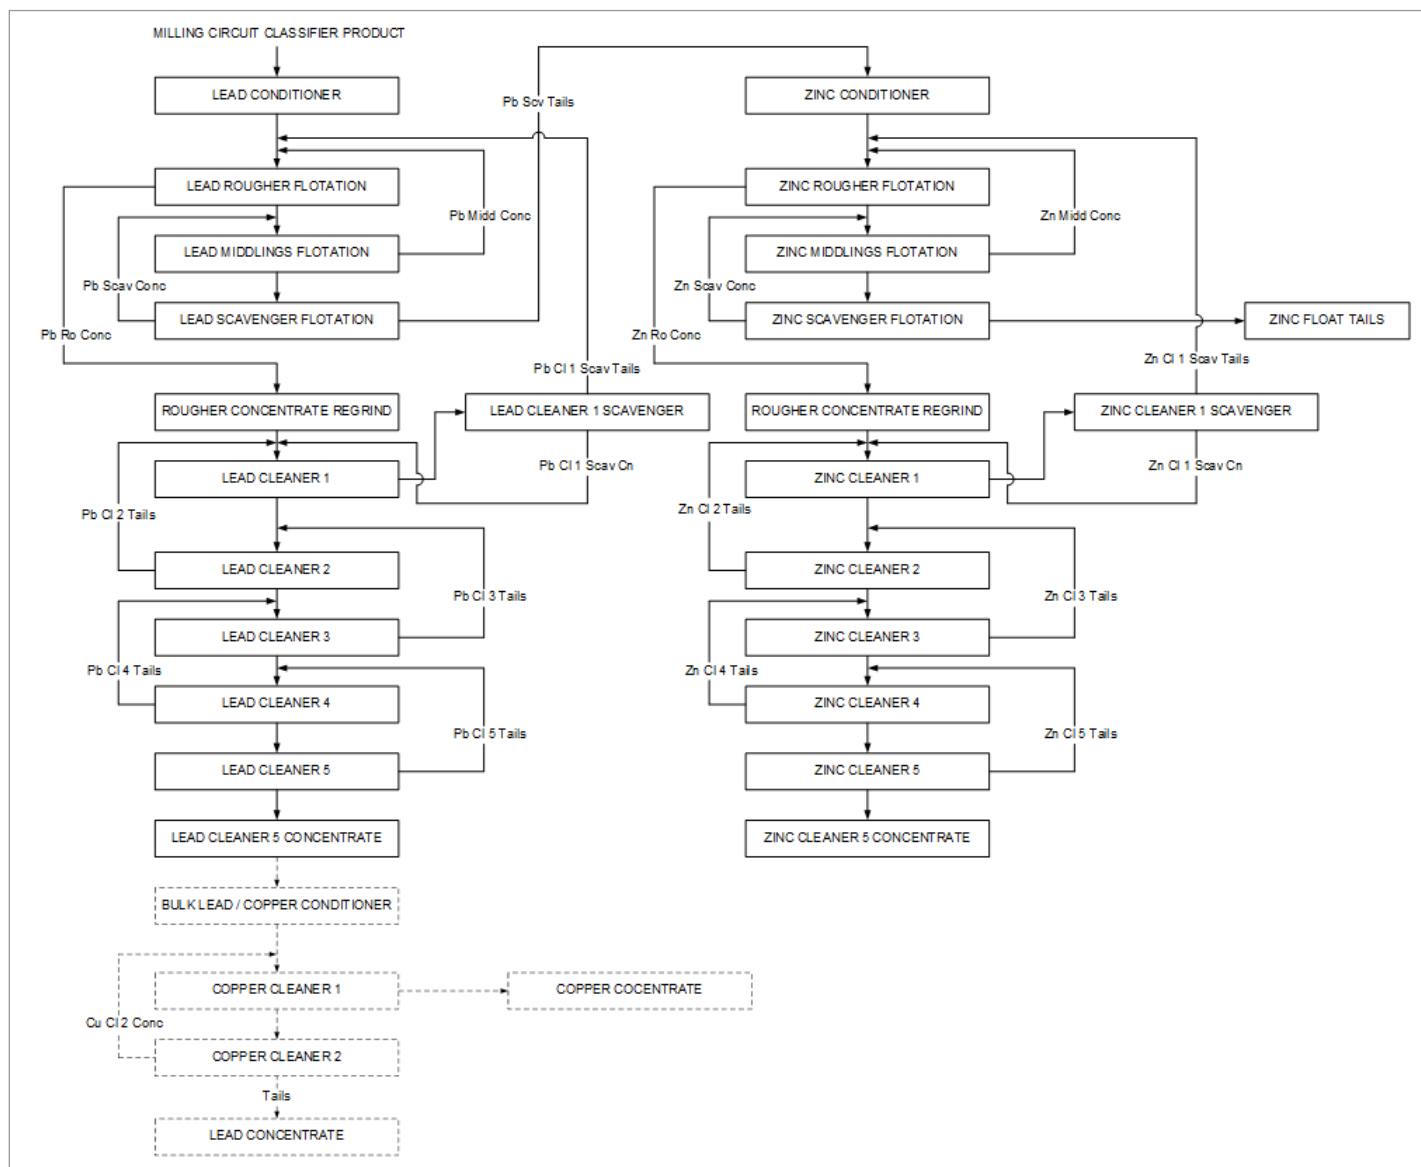 MILLING CIRCUIT CLASSIFIER PRODUCT
LEAD CONDITIONER
Pb Scv Tails
ZINC CONDITIONER
LEAD ROUGHER FLOTATION
ZINC ROUGHER FLOTATION
Pb Midd Conc
Zn Midd Conc
LEAD MIDDLINGS FLOTATION
ZINC MIDDLINGS FLOTATION
Pb Scav Conc
Zn Scav Conc
LEAD SCAVENGER FLOTATION
ZINC SCAVENGER FLOTATION
ZINC FLOAT TAILS
Pb Ro Conc
Zn Ro Conc
Pb Cl 1 Scav Tails
Zn Cl 1 Scav Tails
ROUGHER CONCENTRATE REGRIND
LEAD CLEANER 1 SCAVENGER
ROUGHER CONCENTRATE REGRIND
ZINC CLEANER 1 SCAVENGER
Pb Cl 1 Scav Cn
Zn Cl 1 Scav Cn
LEAD CLEANER 1
ZINC CLEANER 1
Pb Cl 2 Tails
Zn Cl 2 Tails
LEAD CLEANER 2
ZINC CLEANER 2
Pb Cl 3 Tails
Zn Cl 3 Tails
LEAD CLEANER 3
ZINC CLEANER 3
Pb Cl 4 Tails
Zn Cl 4 Tails
LEAD CLEANER 4
ZINC CLEANER 4
Pb Cl 5 Tails
Zn Cl 5 Tails
LEAD CLEANER 5
ZINC CLEANER 5
LEAD CLEANER 5 CONCENTRATE
ZINC CLEANER 5 CONCENTRATE
BULK LEAD / COPPER CONDITIONER
COPPER CLEANER 1
COPPER COCENTRATE
Cu Cl 2 Conc
COPPER CLEANER 2
Tails
LEAD CONCENTRATE